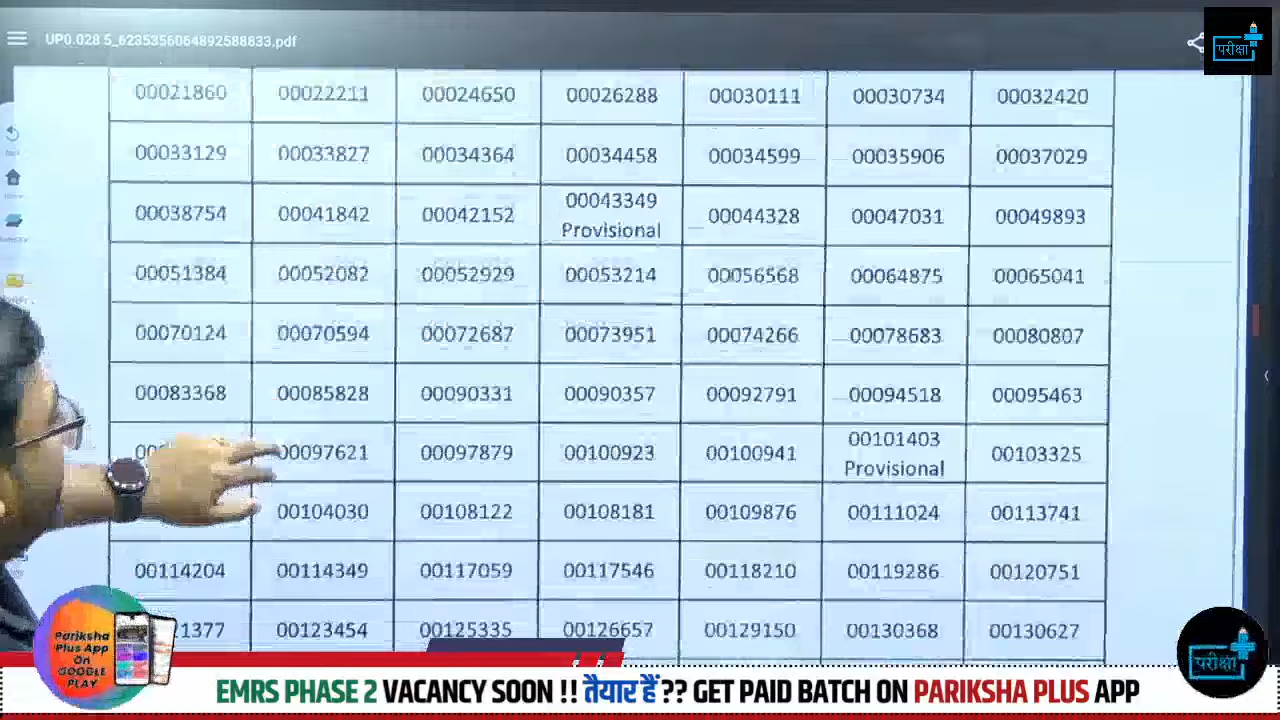 UP0.028 5_6235356064892588833.pdf
परीक्षा
00021860 00022211 00024650 00026288 00030111 00030734 00032420
00033129 00033827 00034364 00034458 00034599 00035906 00037029
00038754 00041842 00042152 00043349 Provisional 00044328 00047031 00049893
00051384 00052082 00052929 00053214 00056568 00064875 00065041
00070124 00070594 00072687 00073951 00074266 00078683 00080807
00083368 00085828 00090331 00090357 00092791 00094518 00095463
00097621 00097879 00100923 00100941 00101403 Provisional 00103325
00104030 00108122 00108181 00109876 00111024 00113741
00114204 00114349 00117059 00117546 00118210 00119286 00120751
1377 00123454 00125335 00126657 00129150 00130368 00130627
Pariksha
Plus App
On
GOOGLE
PLAY
परीक्षा
EMRS PHASE 2 VACANCY SOON !! तैयार हैं ?? GET PAID BATCH ON PARIKSHA PLUS APP